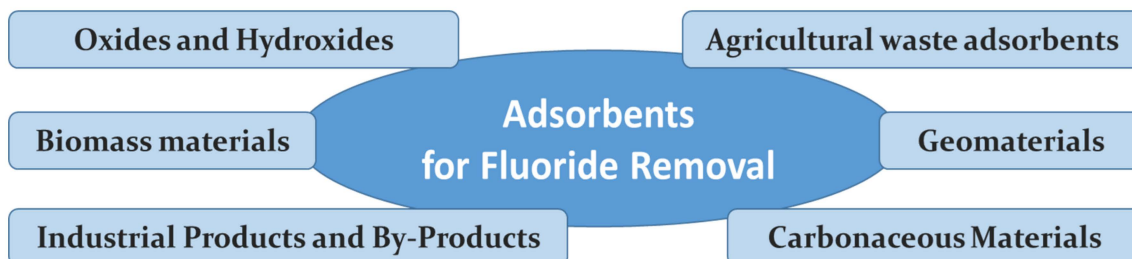 Oxides and Hydroxides
Agricultural waste adsorbents
Adsorbents
for Fluoride Removal
Biomass materials
Geomaterials
Industrial Products and By-Products
Carbonaceous Materials